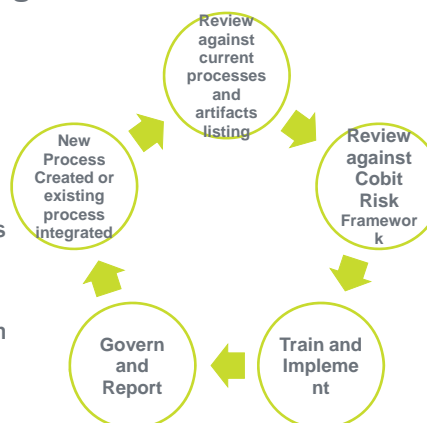 g
Review
against
current
processes
and
artifacts
listing
New
Process
Created or
existing
process
integrated
Review
against
Cobit
Risk
Framewor
k
s
n
Govern
and
Report
Train and
Impleme
nt